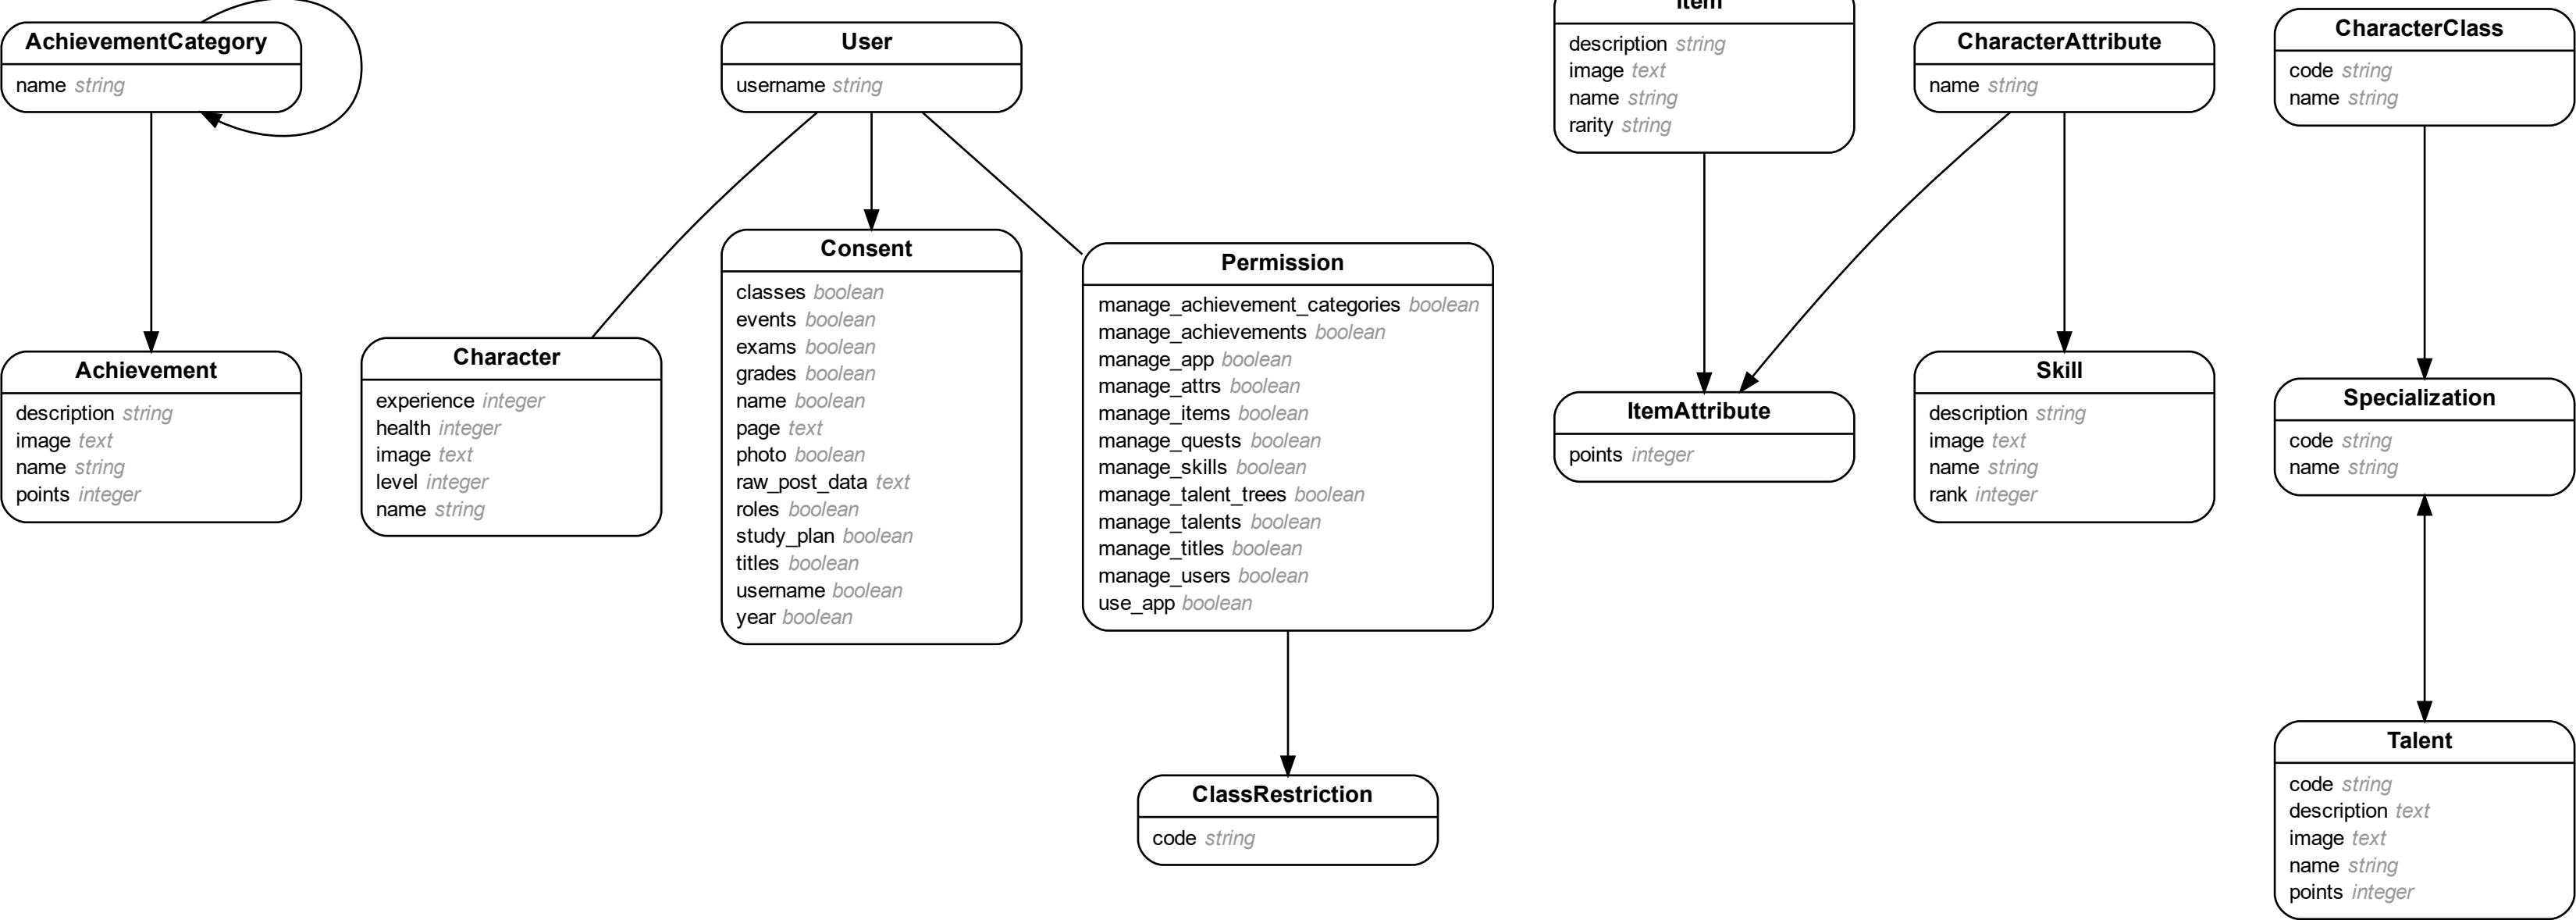 AchievementCategory
name string
User
username string
Item
description string
image text
name string
rarity string
CharacterAttribute
name string
CharacterClass
code string
name string
Achievement
description string
image text
name string
points integer
Character
experience integer
health integer
image text
level integer
name string
Consent
classes boolean
events boolean
exams boolean
grades boolean
name boolean
page text
photo boolean
raw_post_data text
roles boolean
study_plan boolean
titles boolean
username boolean
year boolean
Permission
manage_achievement_categories boolean
manage_achievements boolean
manage_app boolean
manage_attrs boolean
manage_items boolean
manage_quests boolean
manage_skills boolean
manage_talent_trees boolean
manage_talents boolean
manage_titles boolean
manage_users boolean
use_app boolean
ItemAttribute
points integer
Skill
description string
image text
name string
rank integer
Specialization
code string
name string
ClassRestriction
code string
Talent
code string
description text
image text
name string
points integer